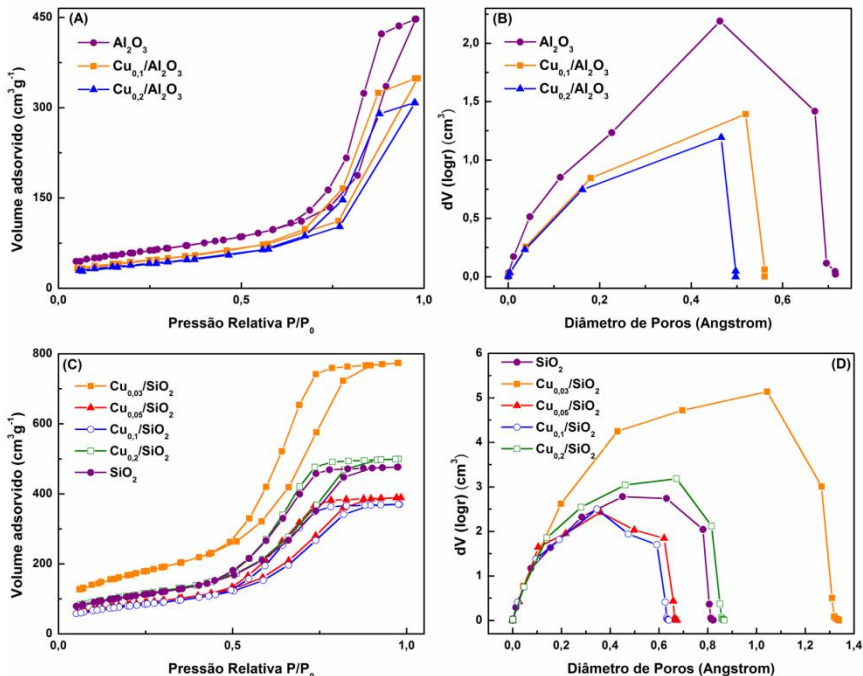 (A)
450
300
150
0
Volume adsorvido (cm³g⁻¹)
Al₂O₃
Cu₀,₁/Al₂O₃
Cu₀,₂/Al₂O₃
0,0
0,5
1,0
Pressão Relativa P/P₀
(B)
2,0
1,5
1,0
0,5
0,0
dV (logr) (cm³)
Al₂O₃
Cu₀,₁/Al₂O₃
Cu₀,₂/Al₂O₃
0,0
0,2
0,4
0,6
Diâmetro de Poros (Angstrom)
(C)
800
600
400
200
0
Volume adsorvido (cm³g⁻¹)
Cu₀,₀₃/SiO₂
Cu₀,₀₅/SiO₂
Cu₀,₁/SiO₂
Cu₀,₂/SiO₂
SiO₂
0,0
0,5
1,0
Pressão Relativa P/P₀
(D)
6
5
4
3
2
1
0
dV (logr) (cm³)
SiO₂
Cu₀,₀₃/SiO₂
Cu₀,₀₅/SiO₂
Cu₀,₁/SiO₂
Cu₀,₂/SiO₂
0,0
0,2
0,4
0,6
0,8
1,0
1,2
1,4
Diâmetro de Poros (Angstrom)